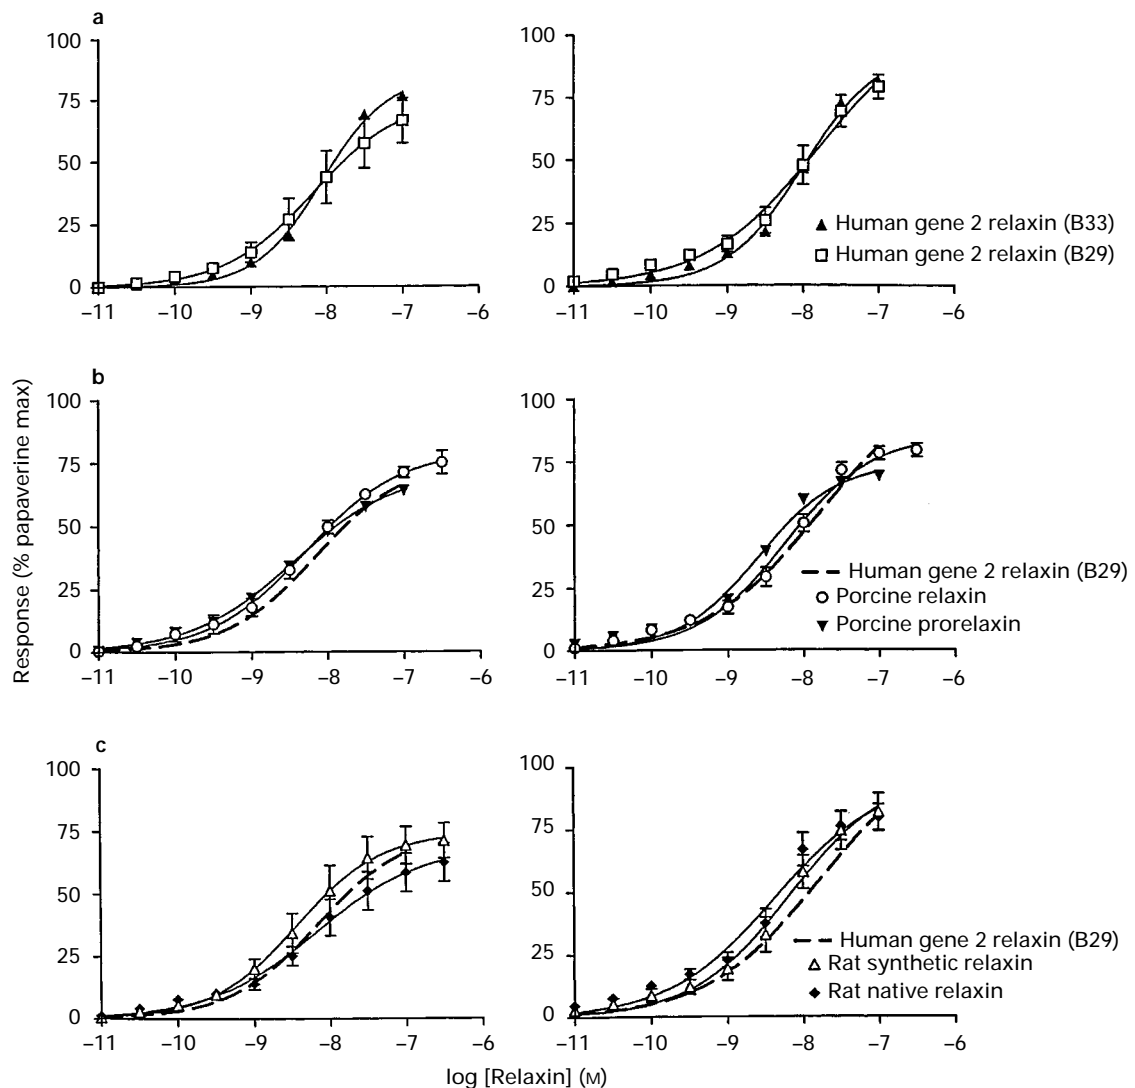 a
100
75
50
25
0
−11 −10 −9 −8 −7 −6
100
75
50
25
0
−11 −10 −9 −8 −7 −6
Human gene 2 relaxin (B33)
Human gene 2 relaxin (B29)
Response (% papaverine max)
b
100
75
50
25
0
−11 −10 −9 −8 −7 −6
100
75
50
25
0
−11 −10 −9 −8 −7 −6
Human gene 2 relaxin (B29)
Porcine relaxin
Porcine prorelaxin
c
100
75
50
25
0
−11 −10 −9 −8 −7 −6
100
75
50
25
0
−11 −10 −9 −8 −7 −6
Human gene 2 relaxin (B29)
Rat synthetic relaxin
Rat native relaxin
log [Relaxin] (M)